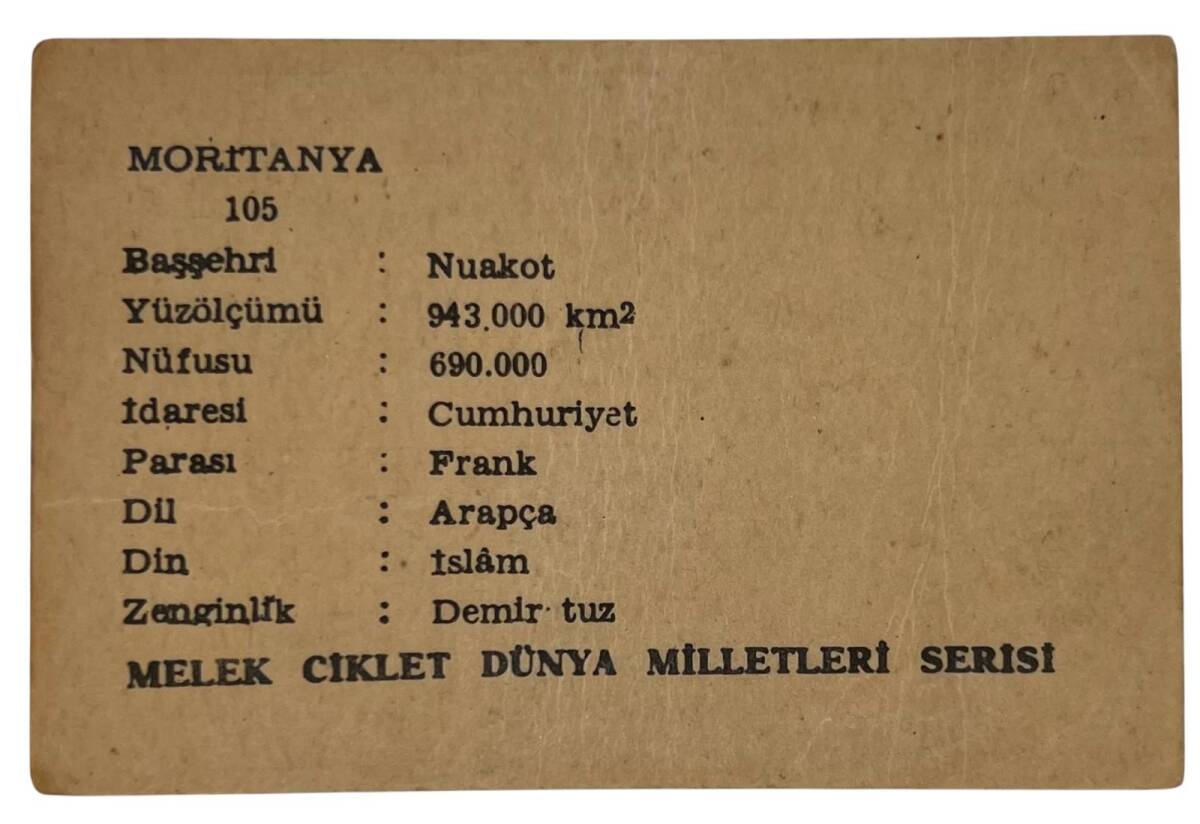 MORİTANYA
105
Başşehri : Nuakot
Yüzölçümü : 943.000 km2
Nüfusu : 690.000
İdaresi : Cumhuriyet
Parası : Frank
Dil : Arapça
Din : İslâm
Zenginlik : Demir tuz
MELEK CİKLET DÜNYA MİLLETLERİ SERİSİ